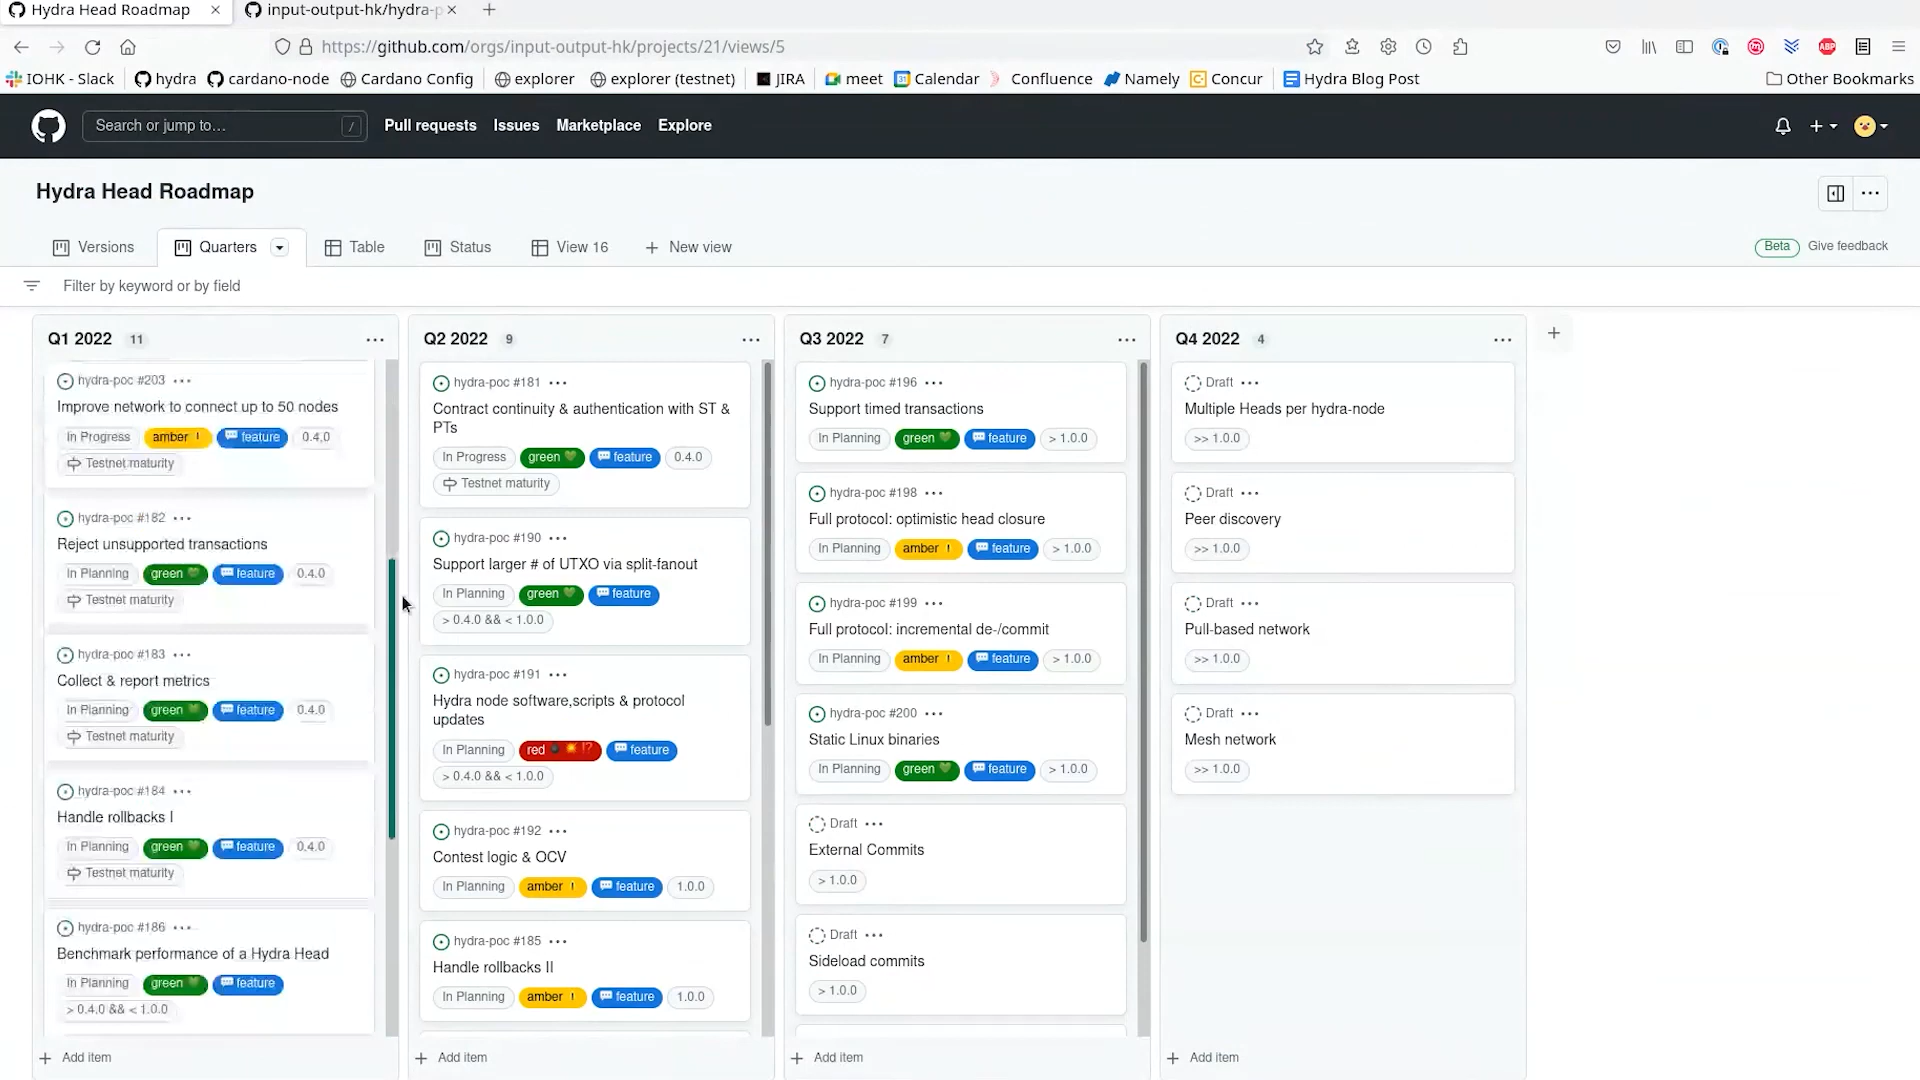 Hydra Head Roadmap
input-output-hk/hydra-p
https://github.com/orgs/input-output-hk/projects/21/views/5
IOHK - Slack hydra cardano-node Cardano Config explorer explorer (testnet) JIRA meet Calendar Confluence Namely Concur Hydra Blog Post Other Bookmarks
Search or jump to... / Pull requests Issues Marketplace Explore
Hydra Head Roadmap
Versions Quarters Table Status View 16 + New view Beta Give feedback
Filter by keyword or by field
Q1 2022 11
hydra-poc #203
Improve network to connect up to 50 nodes
In Progress amber ! feature 0.4.0
Testnet maturity
hydra-poc #182
Reject unsupported transactions
In Planning green feature 0.4.0
Testnet maturity
hydra-poc #183
Collect & report metrics
In Planning green feature 0.4.0
Testnet maturity
hydra-poc #184
Handle rollbacks I
In Planning green feature 0.4.0
Testnet maturity
hydra-poc #186
Benchmark performance of a Hydra Head
In Planning green feature
> 0.4.0 && < 1.0.0
+ Add item
Q2 2022 9
hydra-poc #181
Contract continuity & authentication with ST &
PTs
In Progress green feature 0.4.0
Testnet maturity
hydra-poc #190
Support larger # of UTXO via split-fanout
In Planning green feature
> 0.4.0 && < 1.0.0
hydra-poc #191
Hydra node software,scripts & protocol
updates
In Planning red feature
> 0.4.0 && < 1.0.0
hydra-poc #192
Contest logic & OCV
In Planning amber ! feature 1.0.0
hydra-poc #185
Handle rollbacks II
In Planning amber ! feature 1.0.0
+ Add item
Q3 2022 7
hydra-poc #196
Support timed transactions
In Planning green feature > 1.0.0
hydra-poc #198
Full protocol: optimistic head closure
In Planning amber ! feature > 1.0.0
hydra-poc #199
Full protocol: incremental de-/commit
In Planning amber ! feature > 1.0.0
hydra-poc #200
Static Linux binaries
In Planning green feature > 1.0.0
Draft
External Commits
> 1.0.0
Draft
Sideload commits
> 1.0.0
+ Add item
Q4 2022 4
Draft
Multiple Heads per hydra-node
>> 1.0.0
Draft
Peer discovery
>> 1.0.0
Draft
Pull-based network
>> 1.0.0
Draft
Mesh network
>> 1.0.0
+ Add item